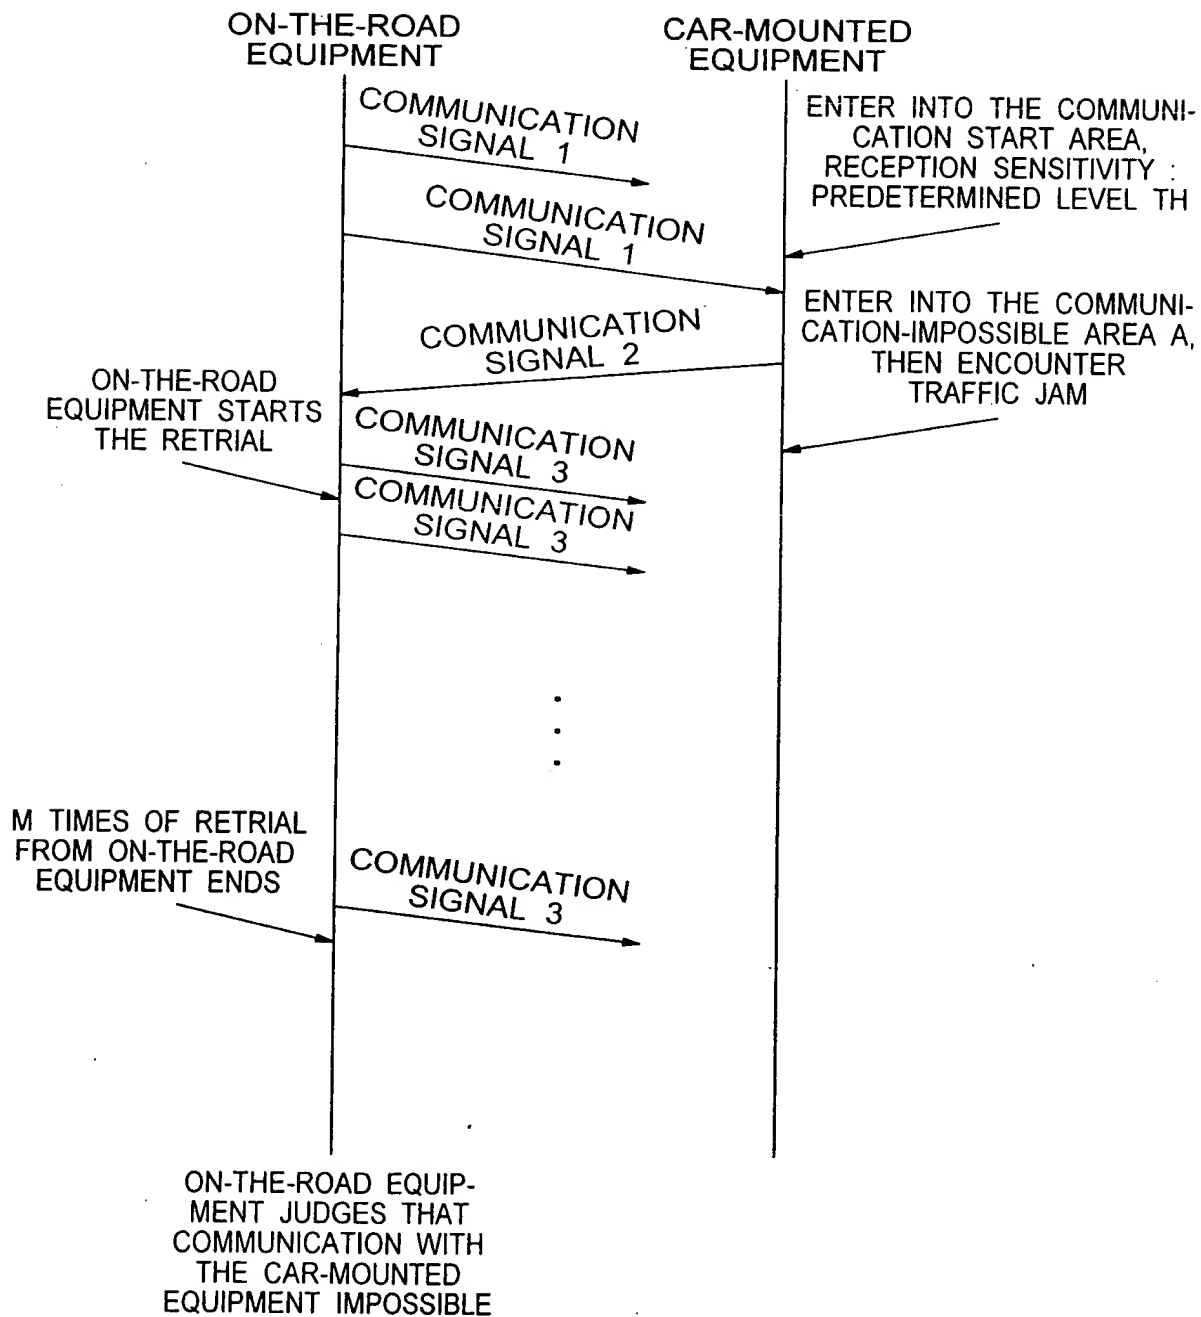 ON-THE-ROAD
EQUIPMENT
CAR-MOUNTED
EQUIPMENT
COMMUNICATION
SIGNAL 1
ENTER INTO THE COMMUNI-
CATION START AREA,
RECEPTION SENSITIVITY :
PREDETERMINED LEVEL TH
COMMUNICATION
SIGNAL 1
COMMUNICATION
SIGNAL 2
ENTER INTO THE COMMUNI-
CATION-IMPOSSIBLE AREA A,
THEN ENCOUNTER
TRAFFIC JAM
ON-THE-ROAD
EQUIPMENT STARTS
THE RETRIAL
COMMUNICATION
SIGNAL 3
COMMUNICATION
SIGNAL 3
M TIMES OF RETRIAL
FROM ON-THE-ROAD
EQUIPMENT ENDS
COMMUNICATION
SIGNAL 3
ON-THE-ROAD EQUIP-
MENT JUDGES THAT
COMMUNICATION WITH
THE CAR-MOUNTED
EQUIPMENT IMPOSSIBLE